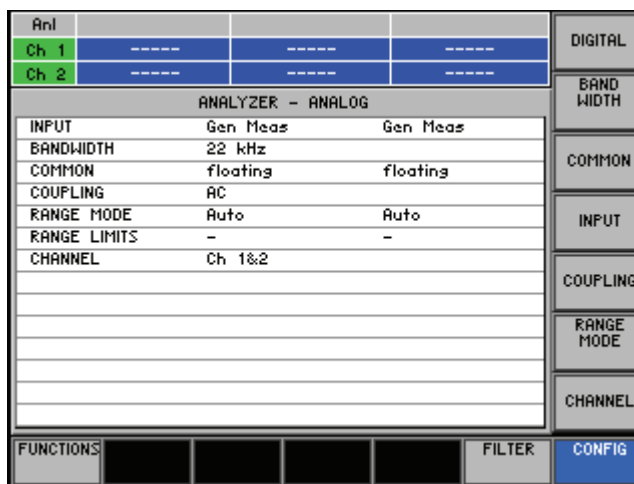 Anl
Ch 1 ----- ----- -----
Ch 2 ----- ----- -----
ANALYZER - ANALOG
INPUT Gen Meas Gen Meas
BANDWIDTH 22 kHz
COMMON floating floating
COUPLING AC
RANGE MODE Auto Auto
RANGE LIMITS - -
CHANNEL Ch 1&2
DIGITAL
BAND
WIDTH
COMMON
INPUT
COUPLING
RANGE
MODE
CHANNEL
FUNCTIONS FILTER CONFIG